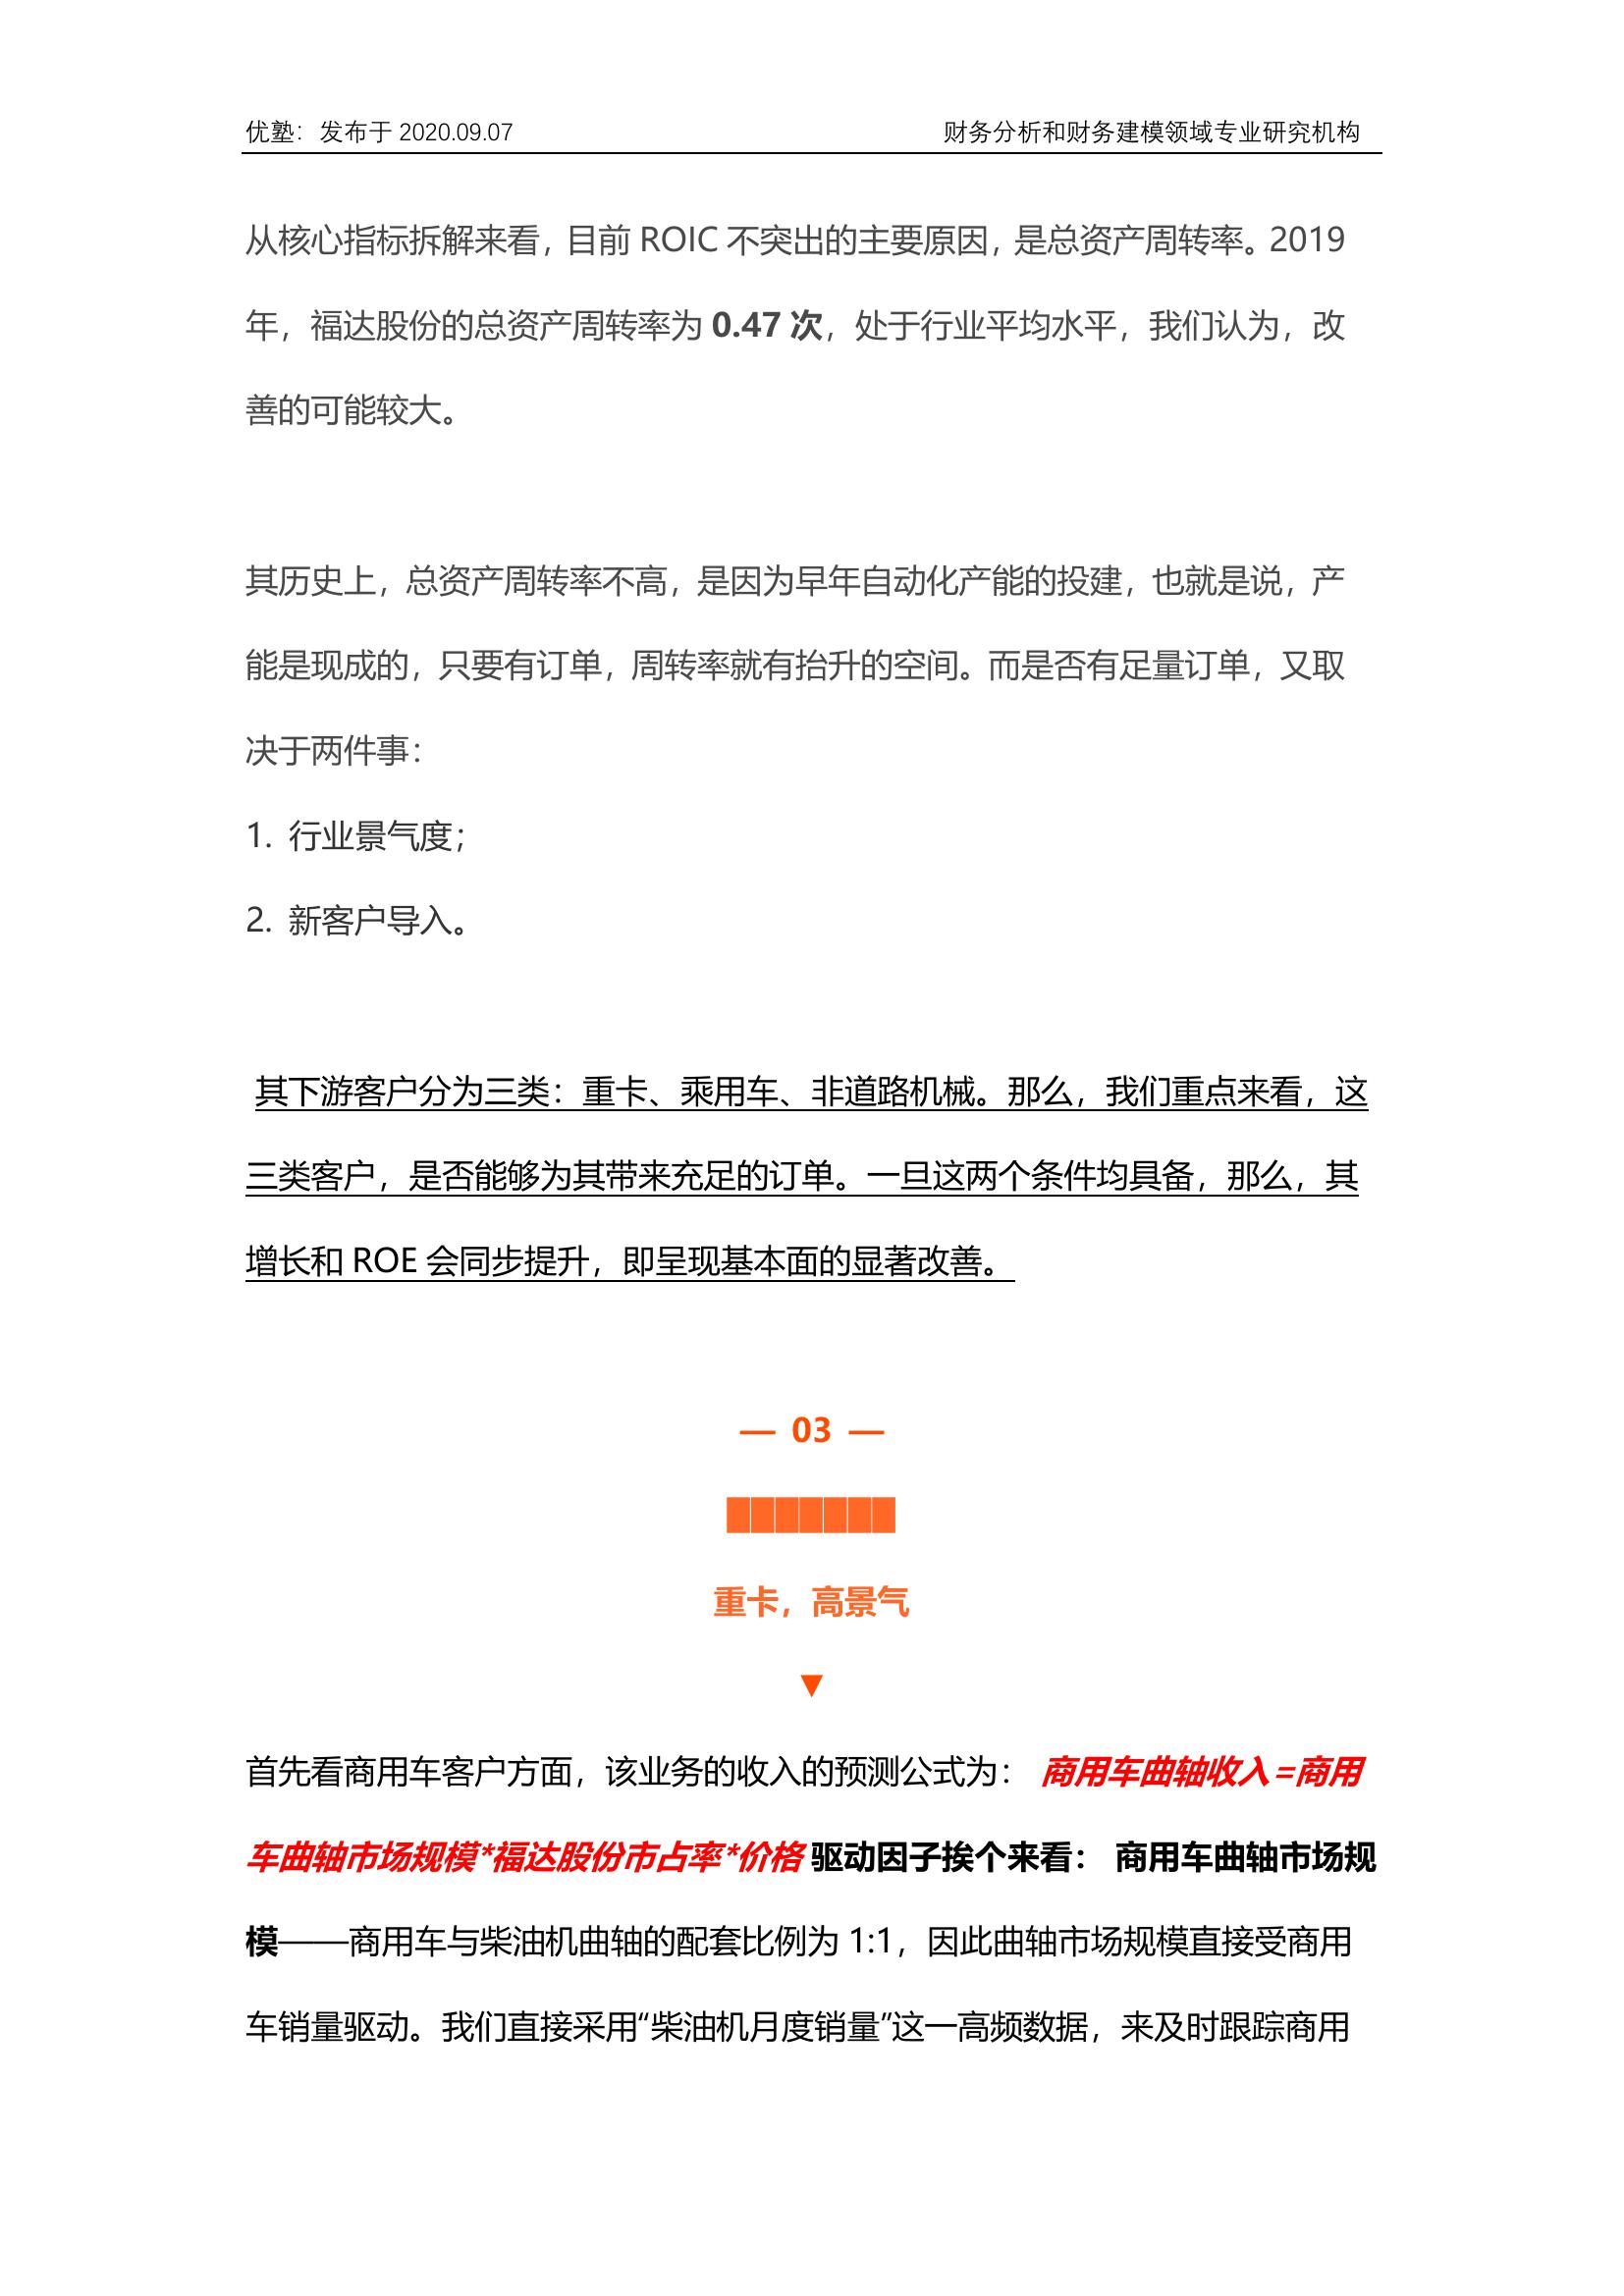 优塾：发布于 2020.09.07 财务分析和财务建模领域专业研究机构
从核心指标拆解来看，目前 ROIC 不突出的主要原因，是总资产周转率。2019
年，福达股份的总资产周转率为 0.47 次，处于行业平均水平，我们认为，改
善的可能较大。
其历史上，总资产周转率不高，是因为早年自动化产能的投建，也就是说，产
能是现成的，只要有订单，周转率就有抬升的空间。而是否有足量订单，又取
决于两件事：
1. 行业景气度；
2. 新客户导入。
其下游客户分为三类：重卡、乘用车、非道路机械。那么，我们重点来看，这
三类客户，是否能够为其带来充足的订单。一旦这两个条件均具备，那么，其
增长和 ROE 会同步提升，即呈现基本面的显著改善。
— 03 —
███████
重卡，高景气
▼
首先看商用车客户方面，该业务的收入的预测公式为： 商用车曲轴收入=商用
车曲轴市场规模*福达股份市占率*价格 驱动因子挨个来看： 商用车曲轴市场规
模——商用车与柴油机曲轴的配套比例为 1:1，因此曲轴市场规模直接受商用
车销量驱动。我们直接采用“柴油机月度销量”这一高频数据，来及时跟踪商用